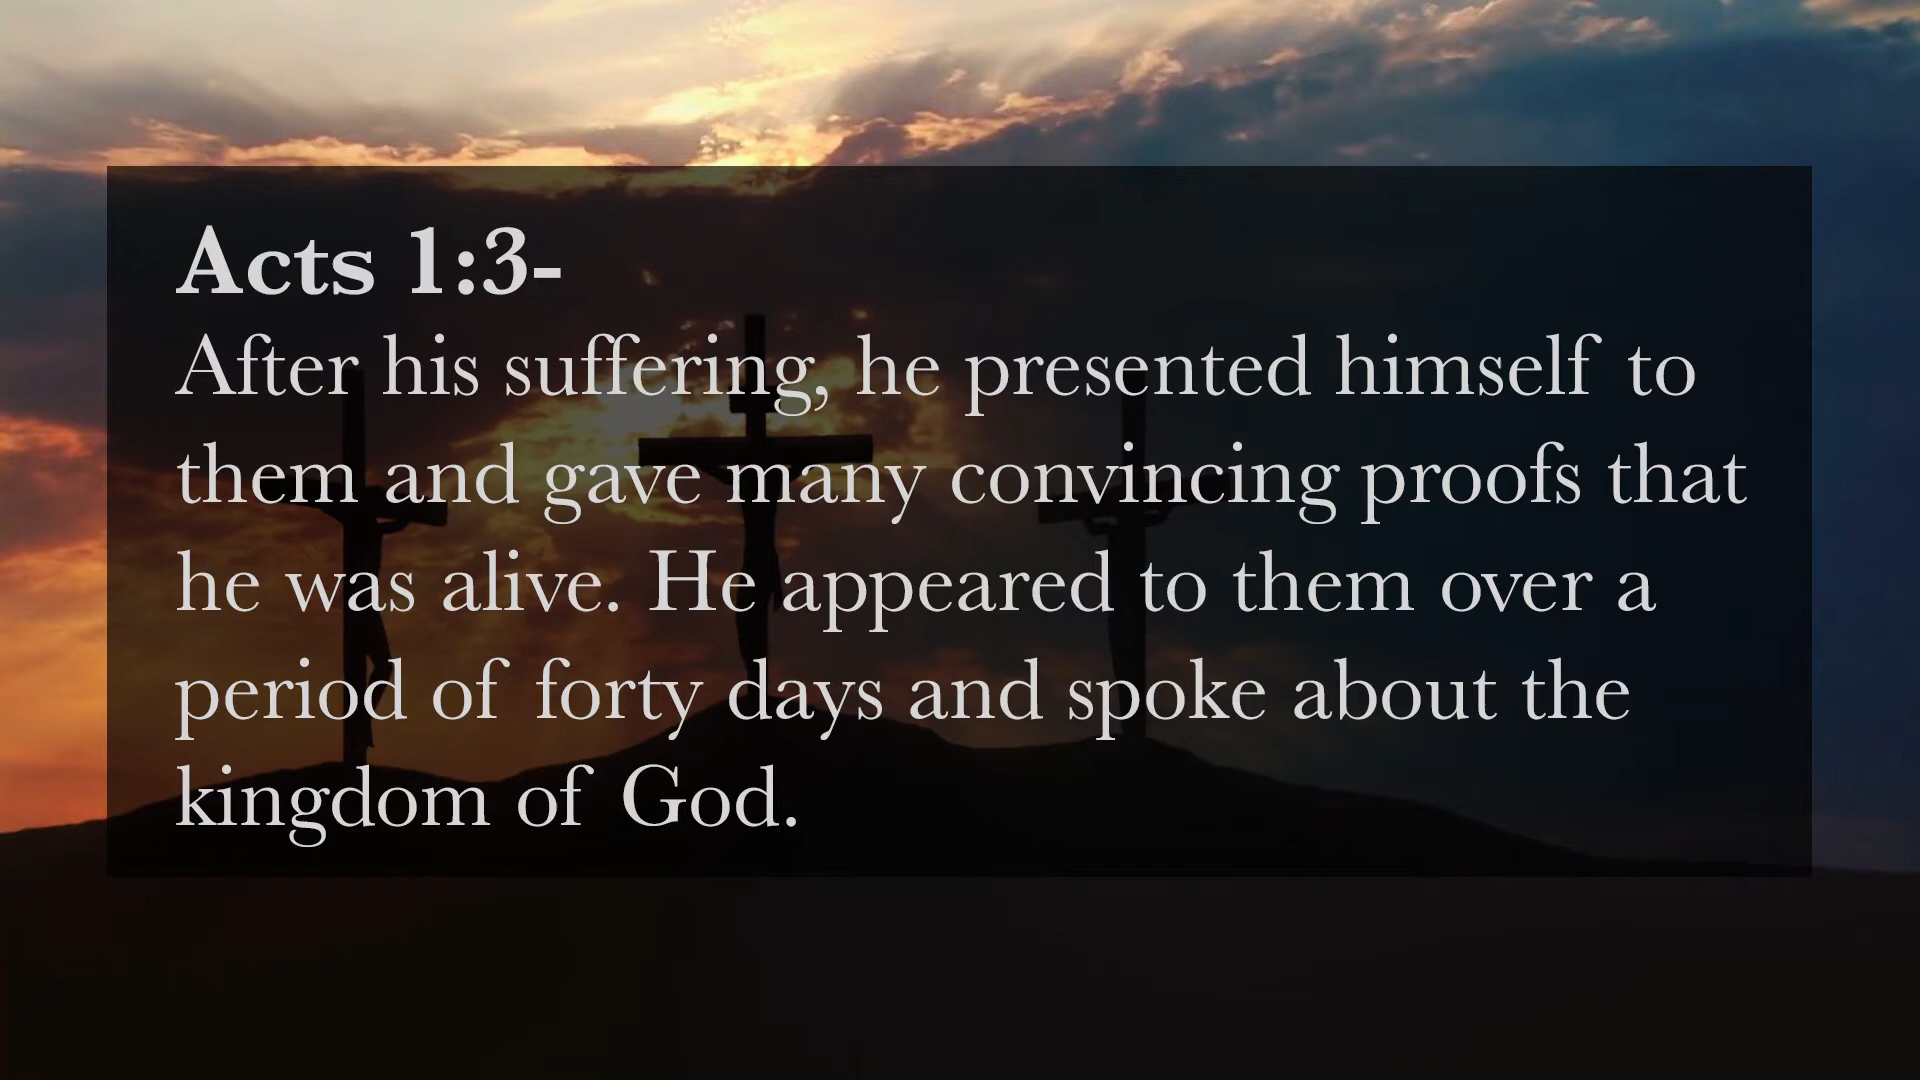 Acts 1:3-
After his suffering, he presented himself to
them and gave many convincing proofs that
he was alive. He appeared to them over a
period of forty days and spoke about the
kingdom of God.